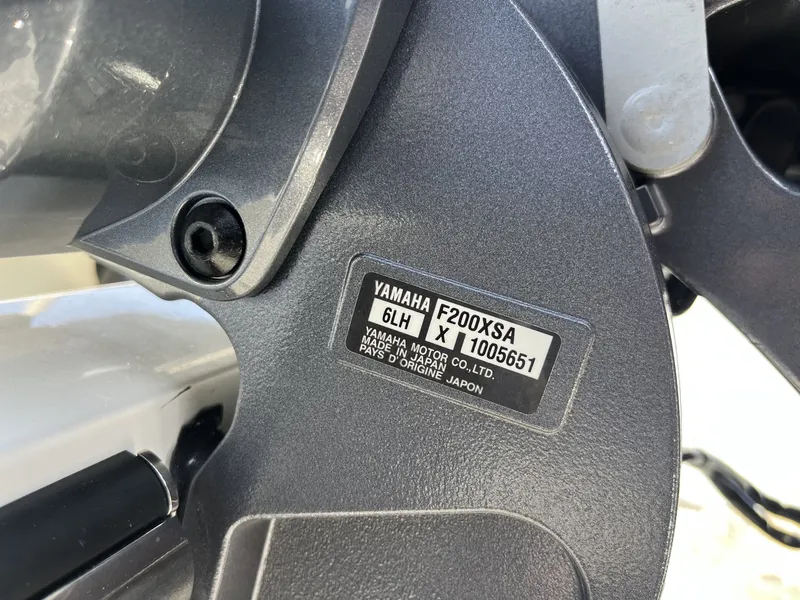 YAMAHA F200XSA
6LH X 1005651
YAMAHA MOTOR CO.,LTD.
MADE IN JAPAN
PAYS D'ORIGINE JAPON